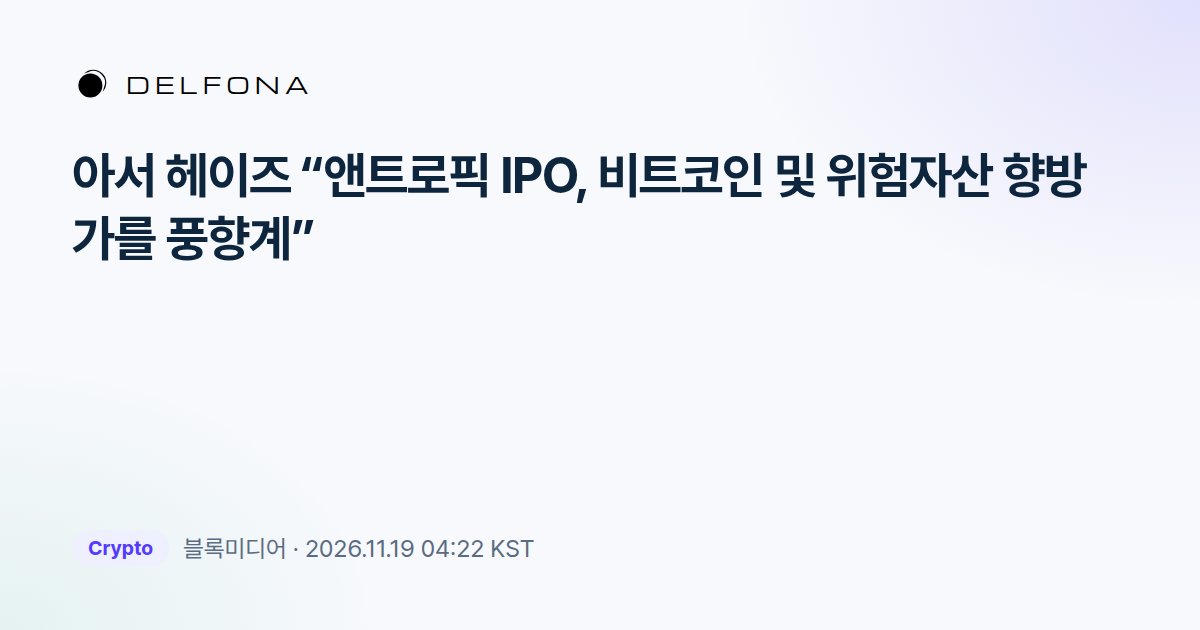 DELFONA
아서 헤이즈 “앤트로픽 IPO, 비트코인 및 위험자산 향방
가를 풍향계”
Crypto 블록미디어 · 2026.11.19 04:22 KST